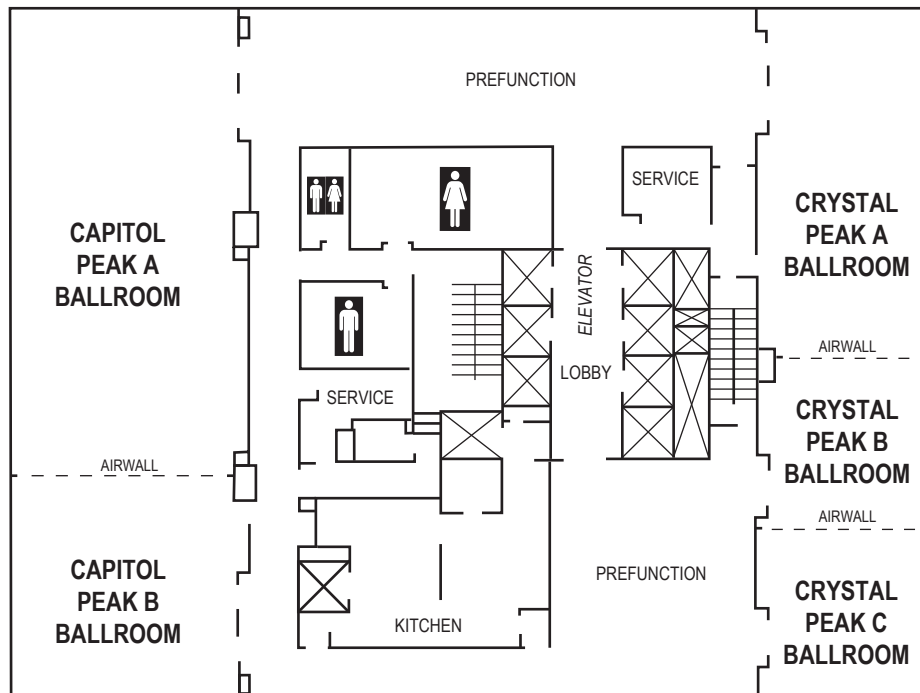 PREFUNCTION
SERVICE
CAPITOL
PEAK A
BALLROOM
CRYSTAL
PEAK A
BALLROOM
ELEVATOR
LOBBY
AIRWALL
SERVICE
CRYSTAL
PEAK B
BALLROOM
AIRWALL
AIRWALL
CAPITOL
PEAK B
BALLROOM
PREFUNCTION
KITCHEN
CRYSTAL
PEAK C
BALLROOM